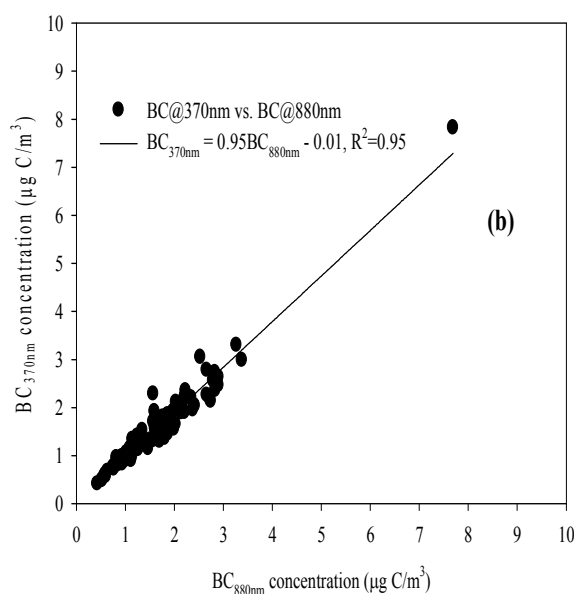 10
9
8
7
6
5
4
3
2
1
0
BC@370nm vs. BC@880nm
BC370nm = 0.95BC880nm - 0.01, R²=0.95
(b)
BC370nm concentration (µg C/m³)
0 1 2 3 4 5 6 7 8 9 10
BC880nm concentration (µg C/m³)